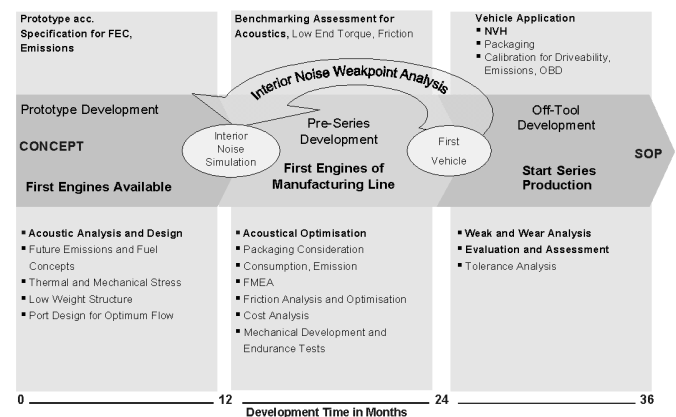 Prototype acc.
Specification for FEC,
Emissions
Benchmarking Assessment for
Acoustics, Low End Torque, Friction
Vehicle Application
▪ NVH
▪ Packaging
▪ Calibration for Driveability,
Emissions, OBD
Interior Noise Weakpoint Analysis
Prototype Development
CONCEPT
First Engines Available
Interior
Noise
Simulation
Pre-Series
Development
First Engines of
Manufacturing Line
First
Vehicle
Off-Tool
Development
Start Series
Production
SOP
▪ Acoustic Analysis and Design
▪ Future Emissions and Fuel
Concepts
▪ Thermal and Mechanical Stress
▪ Low Weight Structure
▪ Port Design for Optimum Flow
▪ Acoustical Optimisation
▪ Packaging Consideration
▪ Consumption, Emission
▪ FMEA
▪ Friction Analysis and Optimisation
▪ Cost Analysis
▪ Mechanical Development and
Endurance Tests
▪ Weak and Wear Analysis
▪ Evaluation and Assessment
▪ Tolerance Analysis
0 12 24 36
Development Time in Months